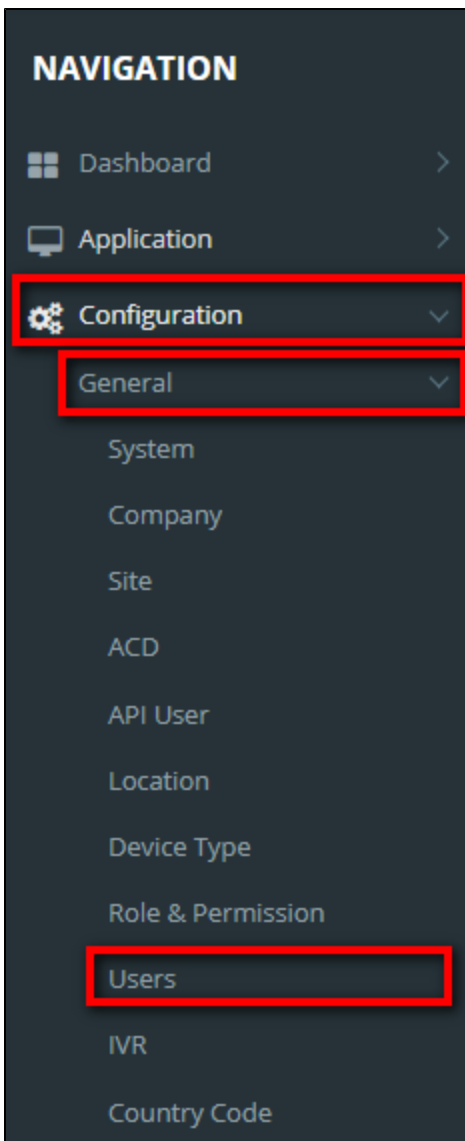 NAVIGATION
Dashboard
Application
Configuration
General
System
Company
Site
ACD
API User
Location
Device Type
Role & Permission
Users
IVR
Country Code